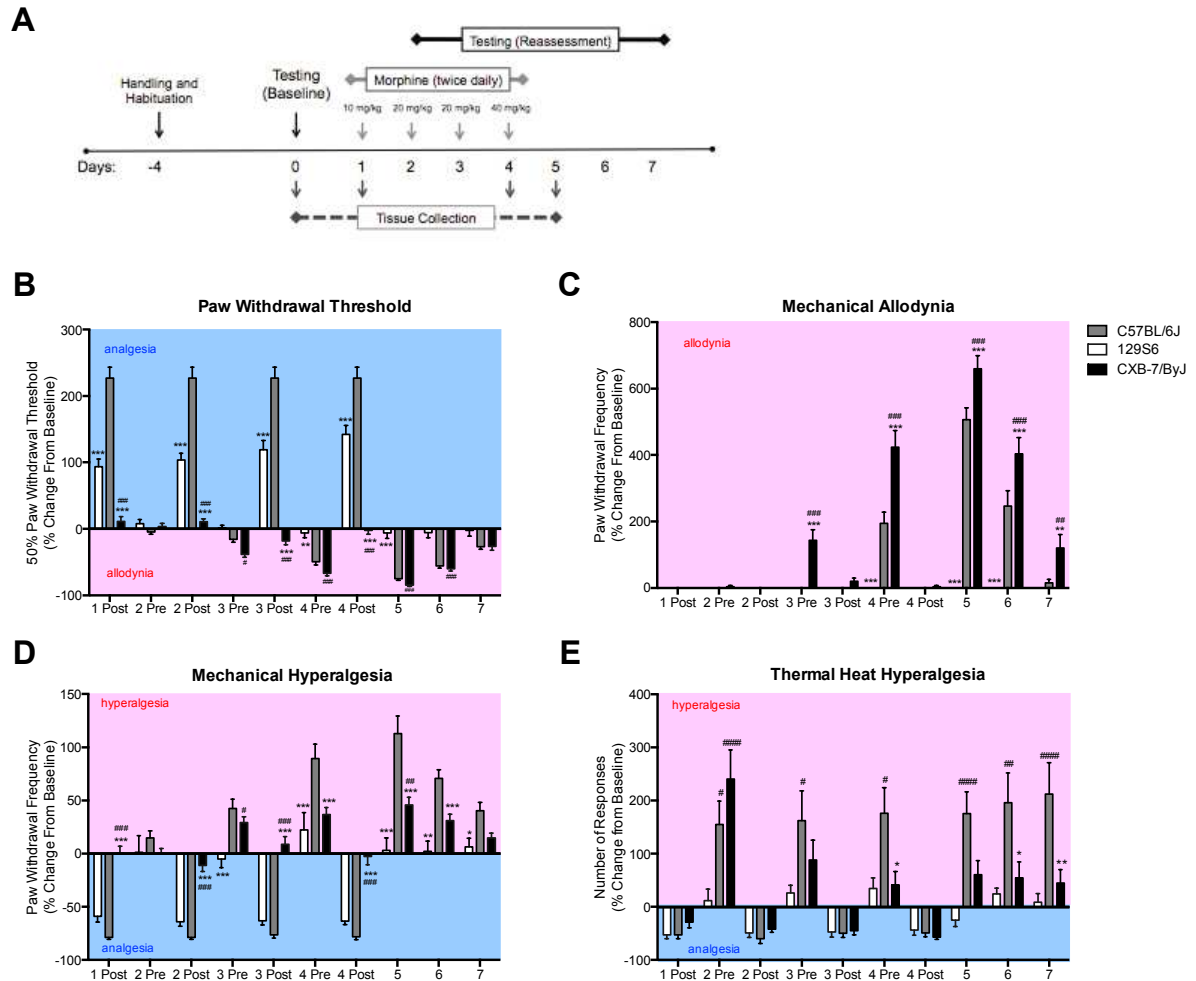 A
Testing (Reassessment)
Handling and
Habituation
Testing
(Baseline)
Morphine (twice daily)
10 mg/kg 20 mg/kg 20 mg/kg 40 mg/kg
Days: -4 0 1 2 3 4 5 6 7
Tissue Collection
B
Paw Withdrawal Threshold
50% Paw Withdrawal Threshold
(% Change From Baseline)
300
200
100
0
-100
analgesia
allodynia
*** ### *** *** ### *** # *** *** ### ** ### *** *** ### *** ### ###
1 Post 2 Pre 2 Post 3 Pre 3 Post 4 Pre 4 Post 5 6 7
C
Mechanical Allodynia
Paw Withdrawal Frequency
(% Change From Baseline)
800
600
400
200
0
allodynia
### *** *** ### *** *** ### *** *** ### *** ## **
1 Post 2 Pre 2 Post 3 Pre 3 Post 4 Pre 4 Post 5 6 7
C57BL/6J
129S6
CXB-7/ByJ
D
Mechanical Hyperalgesia
Paw Withdrawal Frequency
(% Change From Baseline)
150
100
50
0
-50
-100
hyperalgesia
analgesia
### *** *** ### *** # ### *** *** *** *** ### *** ## *** ** *** *
1 Post 2 Pre 2 Post 3 Pre 3 Post 4 Pre 4 Post 5 6 7
E
Thermal Heat Hyperalgesia
Number of Responses
(% Change from Baseline)
400
300
200
100
0
-100
hyperalgesia
analgesia
# #### # # * #### ## * #### **
1 Post 2 Pre 2 Post 3 Pre 3 Post 4 Pre 4 Post 5 6 7